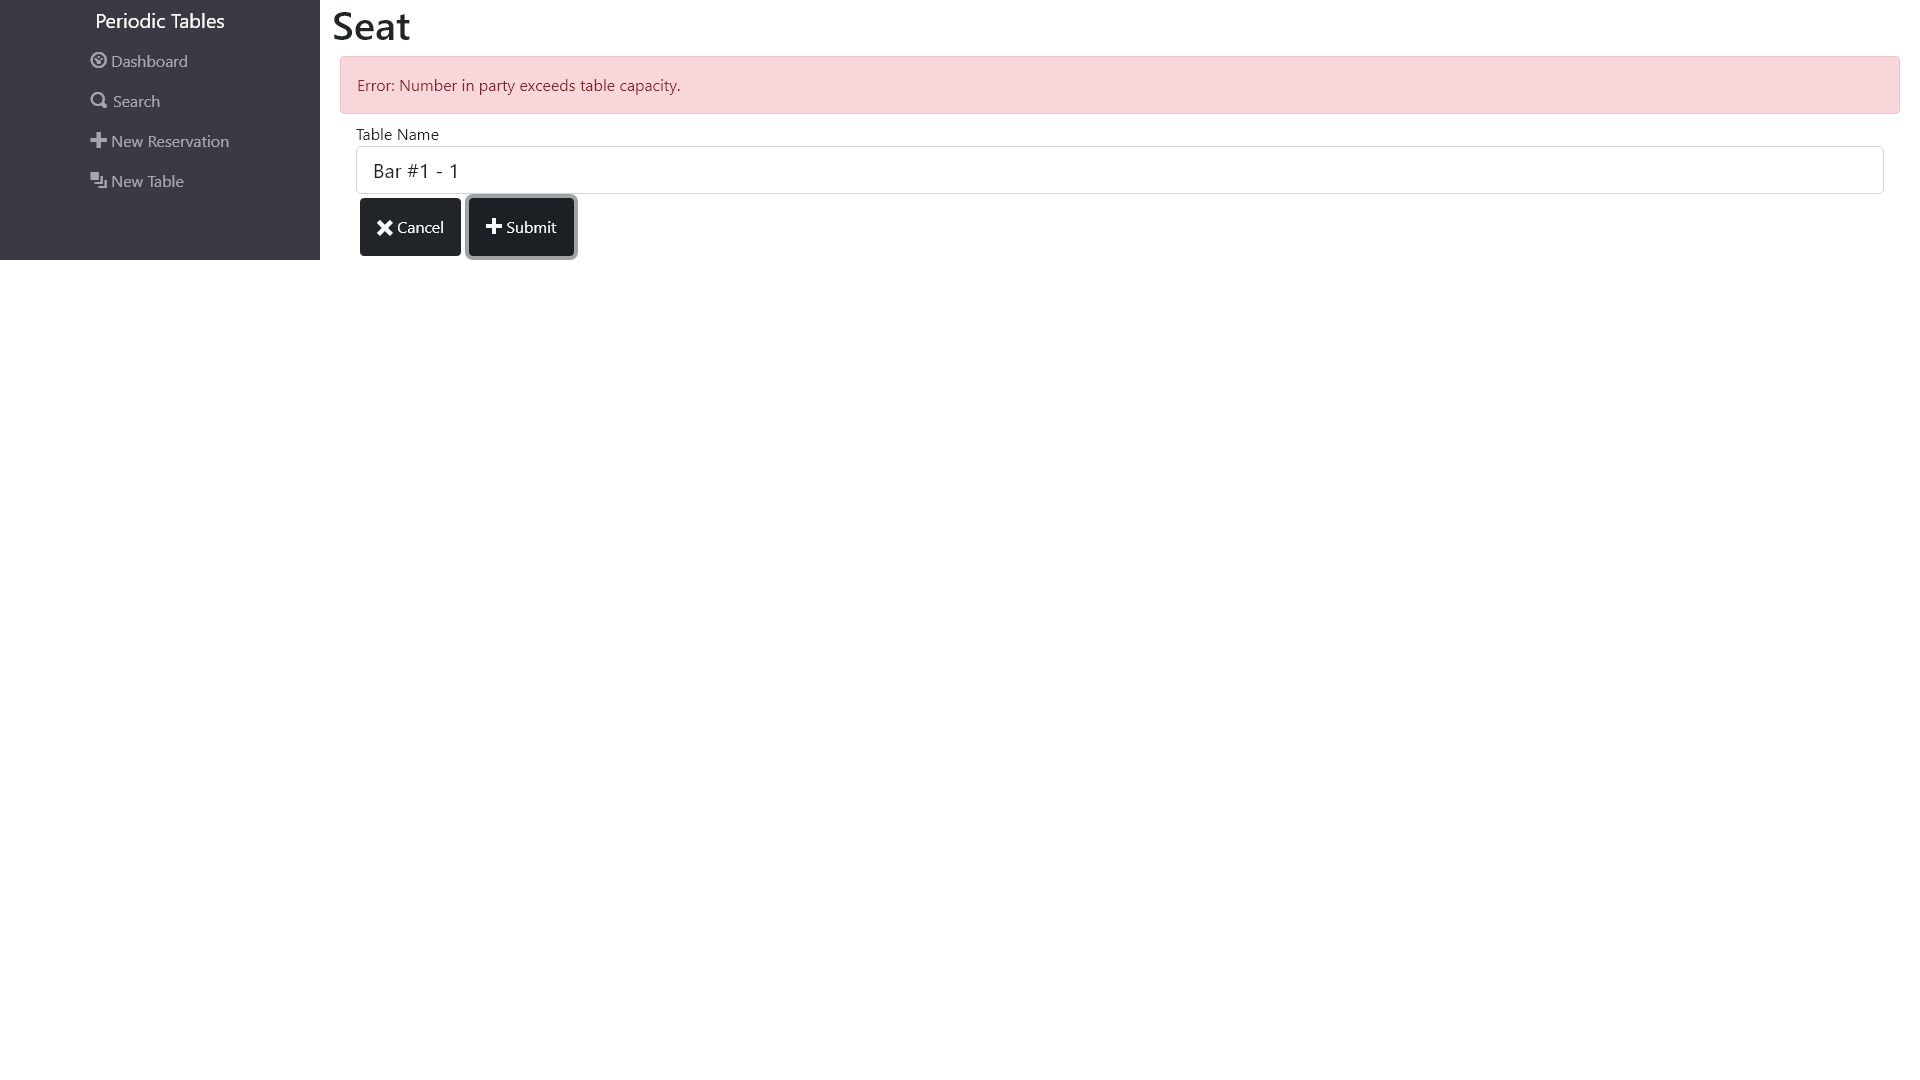 Periodic Tables
Dashboard
Search
New Reservation
New Table
Seat
Error: Number in party exceeds table capacity.
Table Name
Bar #1 - 1
Cancel
Submit